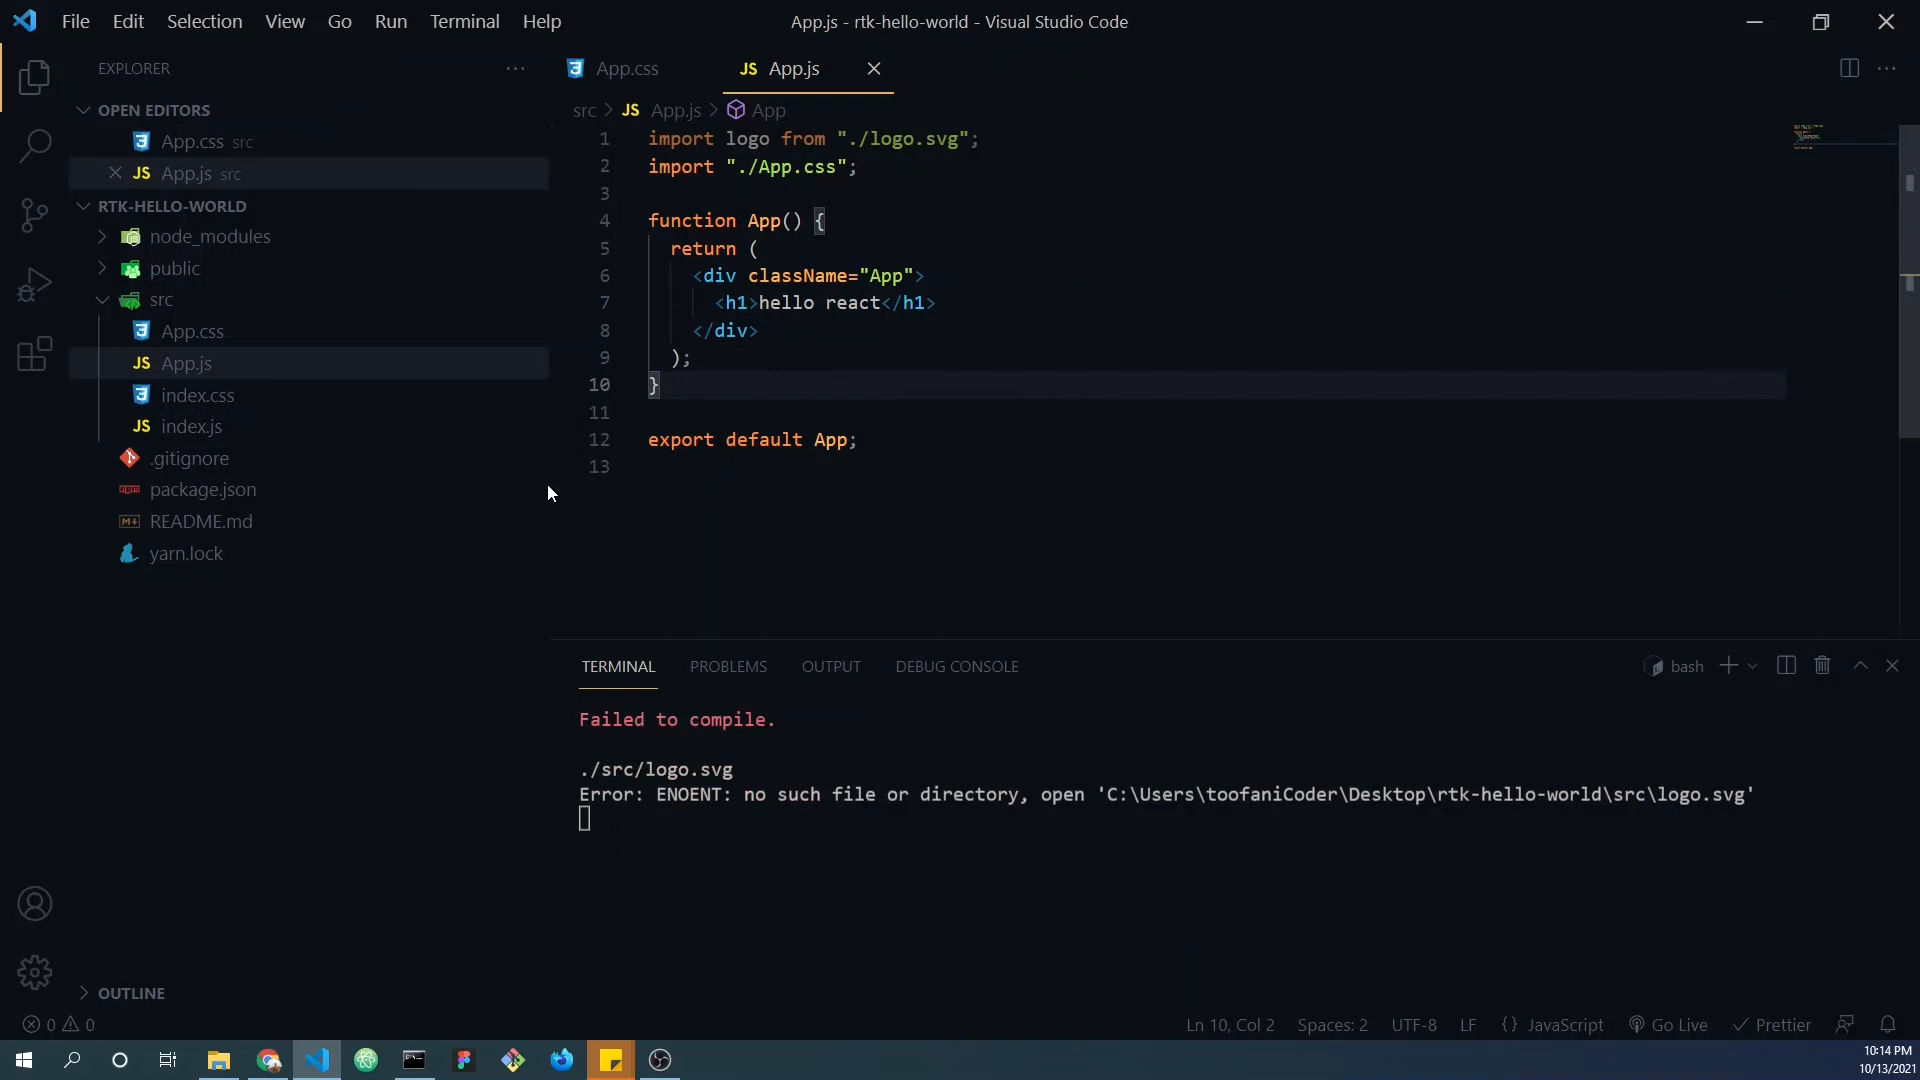 File Edit Selection View Go Run Terminal Help
App.js - rtk-hello-world - Visual Studio Code
EXPLORER
OPEN EDITORS
App.css src
JS App.js src
RTK-HELLO-WORLD
node_modules
public
src
App.css
JS App.js
index.css
JS index.js
.gitignore
package.json
README.md
yarn.lock
OUTLINE
App.css
JS App.js
src > JS App.js > App
1 import logo from "./logo.svg";
2 import "./App.css";
3
4 function App() {
5 return (
6 <div className="App">
7 <h1>hello react</h1>
8 </div>
9 );
10 }
11
12 export default App;
13
TERMINAL PROBLEMS OUTPUT DEBUG CONSOLE
bash
Failed to compile.
./src/logo.svg
Error: ENOENT: no such file or directory, open 'C:\Users\toofaniCoder\Desktop\rtk-hello-world\src\logo.svg'
0 0
Ln 10, Col 2 Spaces: 2 UTF-8 LF {} JavaScript Go Live Prettier
10:14 PM
10/13/2021